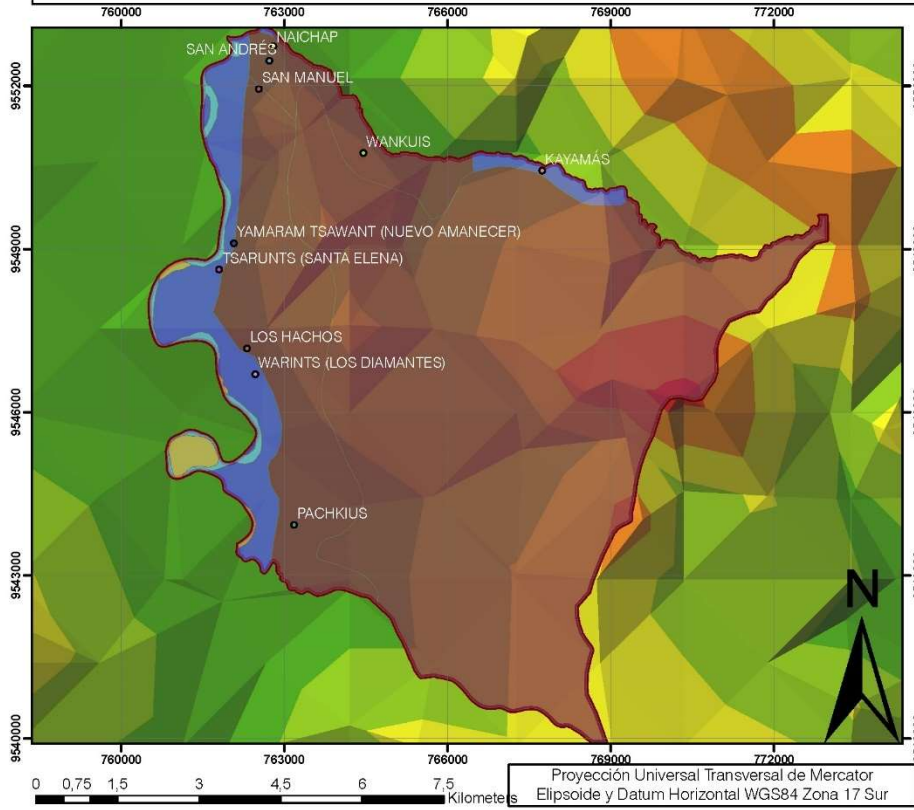 760000 763000 766000 769000 772000
NAICHAP
SAN ANDRÉS
9552000
SAN MANUEL
WANKUIS
KAYAMÁS
YAMARAM TSAWANT (NUEVO AMANECER)
9549000
TSARUNTS (SANTA ELENA)
LOS HACHOS
WARINTS (LOS DIAMANTES)
9546000
PACHKIUS
9543000
N
9540000
760000 763000 766000 769000 772000
0 0,75 1,5 3 4,5 6 7,5
Kilometers
Proyección Universal Transversal de Mercator
Elipsoide y Datum Horizontal WGS84 Zona 17 Sur